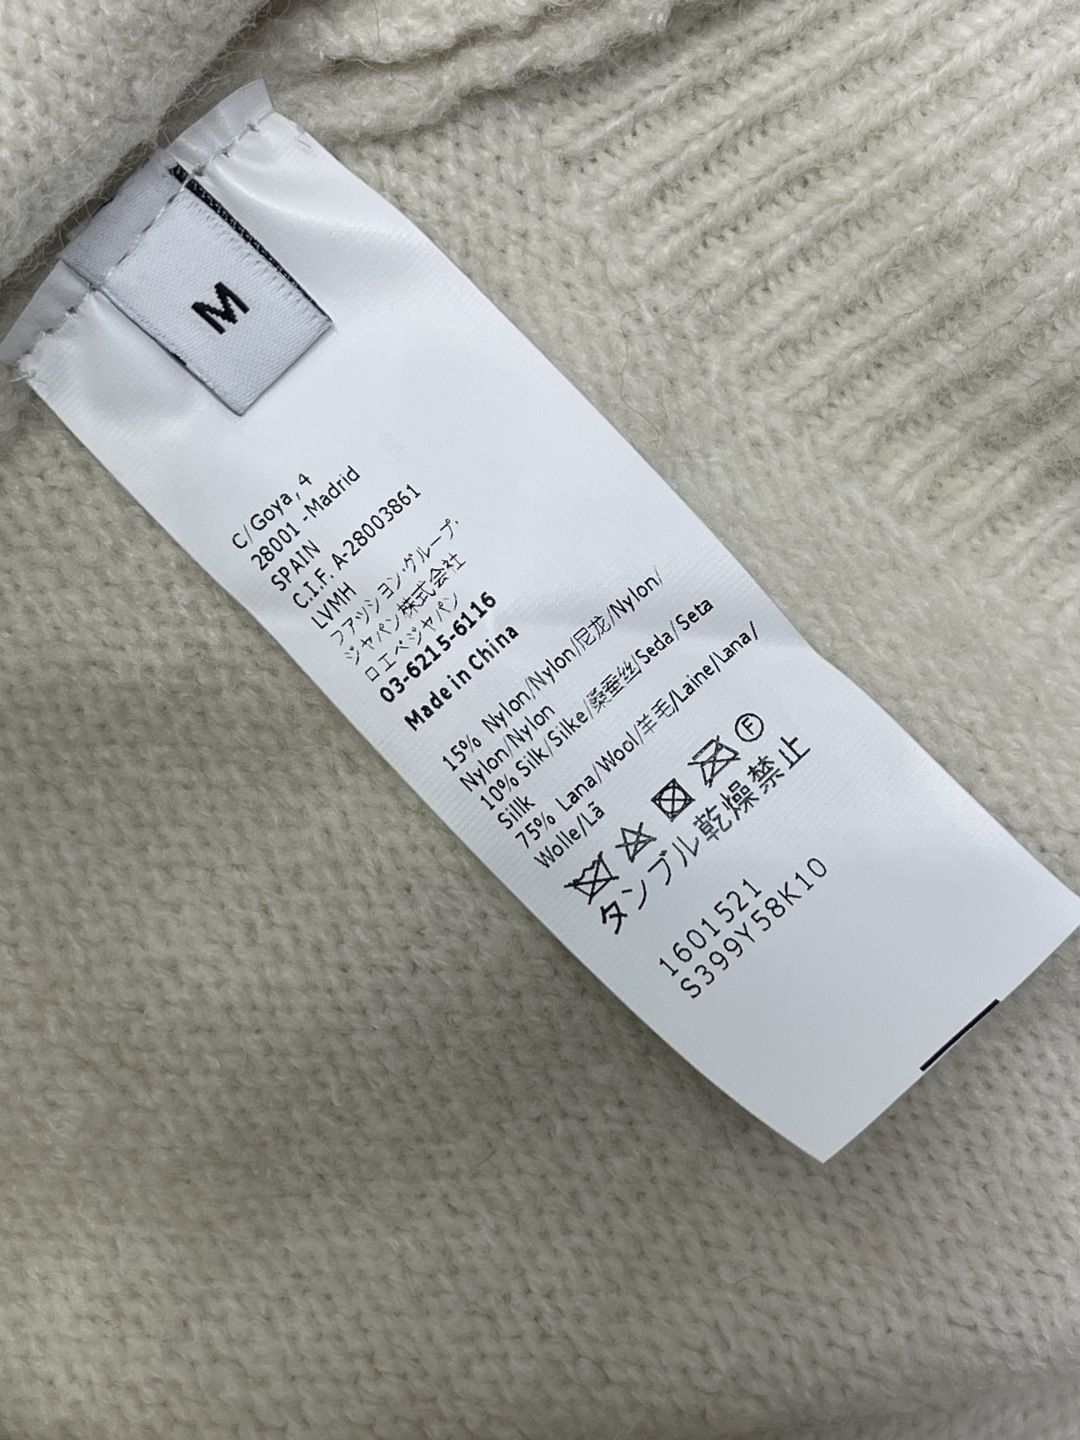 M
C/Goya, 4
28001 -Madrid
SPAIN
C.I.F. A-28003861
LVMH
ファッション・グループ・
ジャパン株式会社
ロエベジャパン
03-6215-6116
Made in China
15% Nylon/Nylon/Nylon/尼龙/Nylon/
Nylon/Nylon
10% Silk/Silke/桑蚕丝/Seda/Seta
Sillk
75% Lana/Wool/羊毛/Laine/Lana/
Wolle/Lã
F
タンブル乾燥禁止
1601521
S399Y58K10